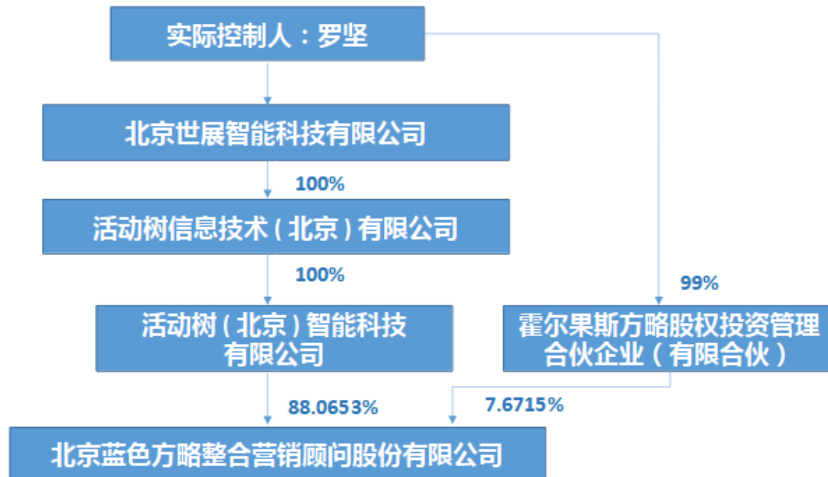 实际控制人：罗坚
北京世展智能科技有限公司
100%
活动树信息技术（北京）有限公司
100%
99%
活动树（北京）智能科技
有限公司
霍尔果斯方略股权投资管理
合伙企业（有限合伙）
88.0653%
7.6715%
北京蓝色方略整合营销顾问股份有限公司